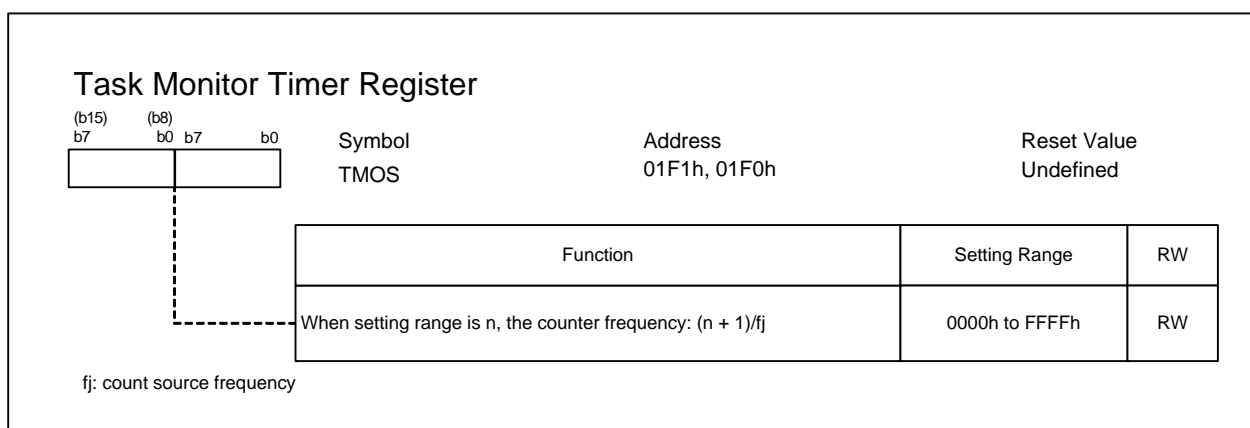 Task Monitor Timer Register
(b15) (b8)
b7 b0 b7 b0
Symbol Address Reset Value
TMOS 01F1h, 01F0h Undefined
Function Setting Range RW
When setting range is n, the counter frequency: (n + 1)/fj 0000h to FFFFh RW
fj: count source frequency